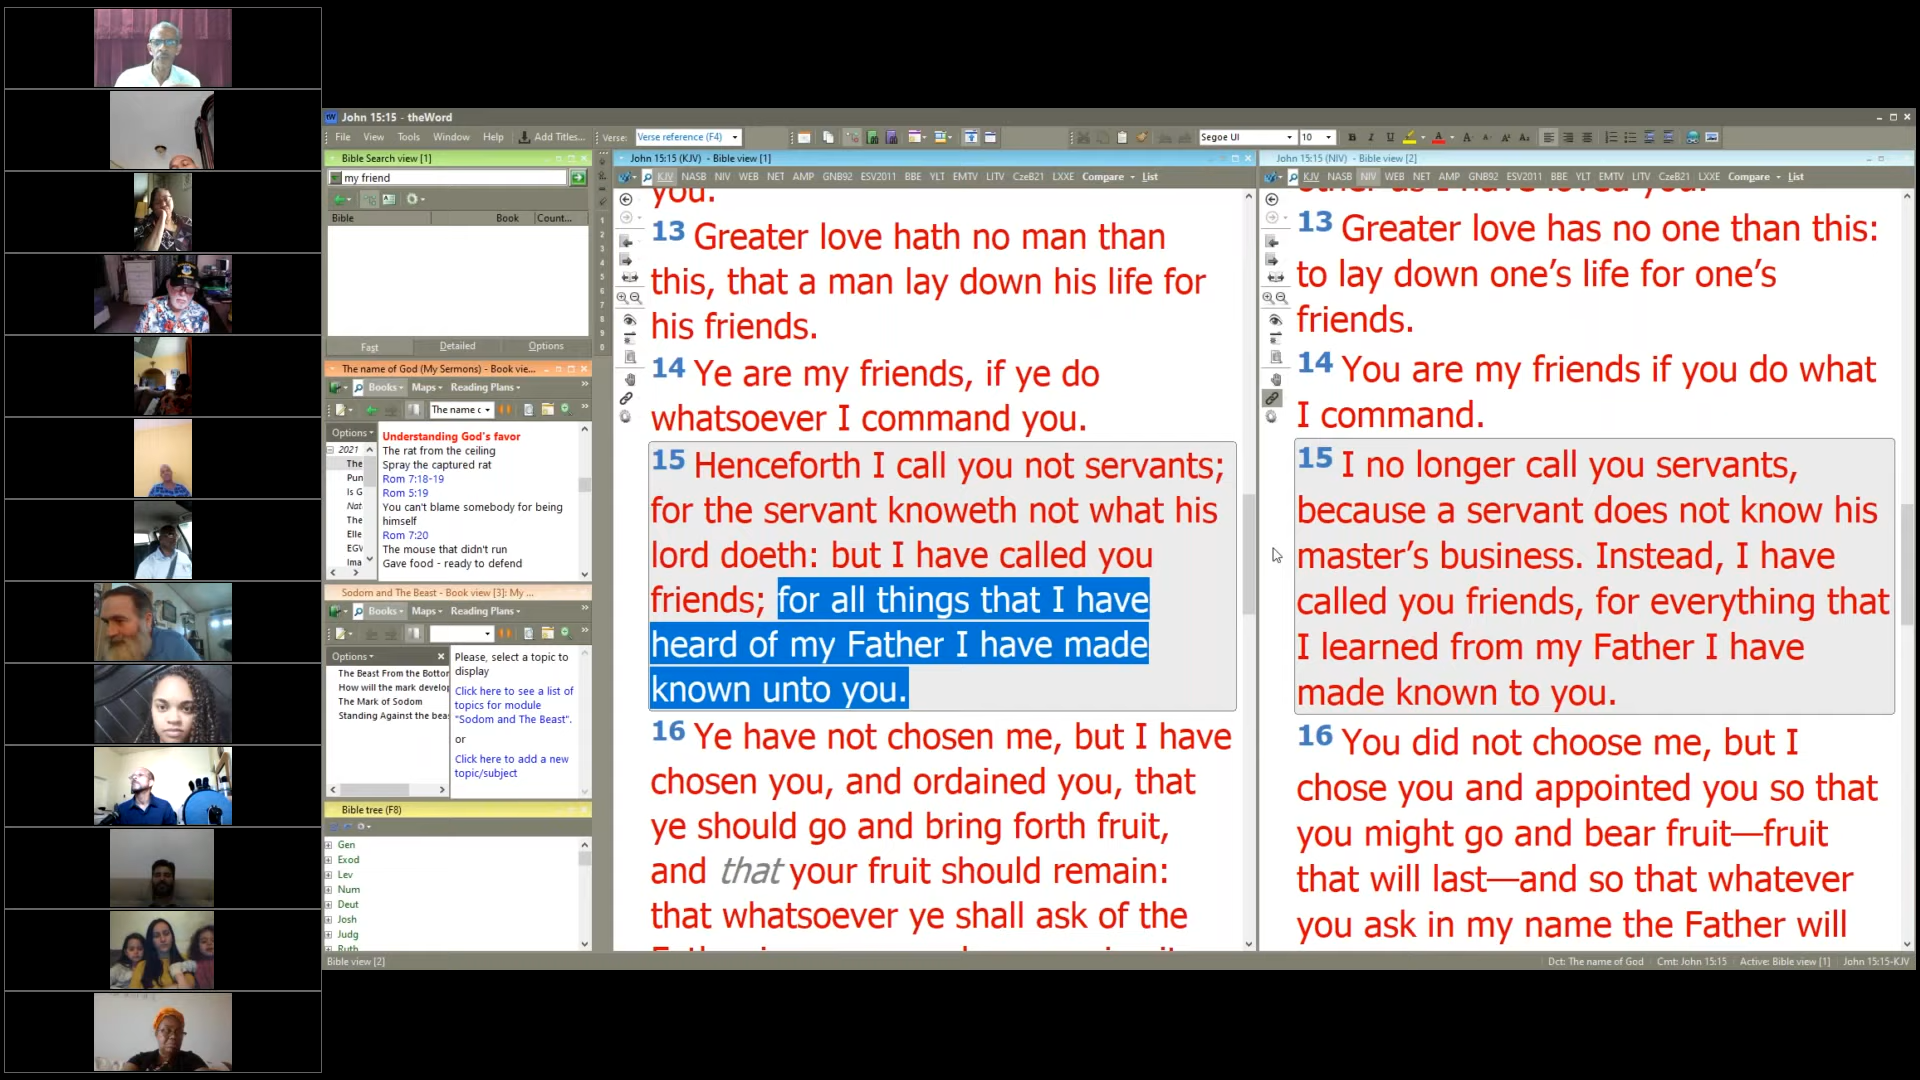 John 15:15 - theWord
File View Tools Window Help Add Titles... Verse: Verse reference (F4) Segoe UI 10
Bible Search view [1]
my friend
Bible Book Count...
Fast Detailed Options
The name of God (My Sermons) - Book vie...
Books Maps Reading Plans
The name c
Options
2021
The
Pun
Is G
Nat
The
Elle
EGV
Ima
Understanding God's favor
The rat from the ceiling
Spray the captured rat
Rom 7:18-19
Rom 5:19
You can't blame somebody for being
himself
Rom 7:20
The mouse that didn't run
Gave food - ready to defend
Sodom and The Beast - Book view [3]: My ...
Books Maps Reading Plans
Options
The Beast From the Bottor
How will the mark develop
The Mark of Sodom
Standing Against the beas
Please, select a topic to
display
Click here to see a list of
topics for module
"Sodom and The Beast".
or
Click here to add a new
topic/subject
Bible tree (F8)
Gen
Exod
Lev
Num
Deut
Josh
Judg
Ruth
John 15:15 (KJV) - Bible view [1]
KJV NASB NIV WEB NET AMP GNB92 ESV2011 BBE YLT EMTV LITV CzeB21 LXXE Compare List
you.
13 Greater love hath no man than
this, that a man lay down his life for
his friends.
14 Ye are my friends, if ye do
whatsoever I command you.
15 Henceforth I call you not servants;
for the servant knoweth not what his
lord doeth: but I have called you
friends; for all things that I have
heard of my Father I have made
known unto you.
16 Ye have not chosen me, but I have
chosen you, and ordained you, that
ye should go and bring forth fruit,
and that your fruit should remain:
that whatsoever ye shall ask of the
John 15:15 (NIV) - Bible view [2]
KJV NASB NIV WEB NET AMP GNB92 ESV2011 BBE YLT EMTV LITV CzeB21 LXXE Compare List
other as I have loved you.
13 Greater love has no one than this:
to lay down one’s life for one’s
friends.
14 You are my friends if you do what
I command.
15 I no longer call you servants,
because a servant does not know his
master’s business. Instead, I have
called you friends, for everything that
I learned from my Father I have
made known to you.
16 You did not choose me, but I
chose you and appointed you so that
you might go and bear fruit—fruit
that will last—and so that whatever
you ask in my name the Father will
Bible view [2] Dct: The name of God Cmt: John 15:15 Active: Bible view [1] John 15:15-KJV